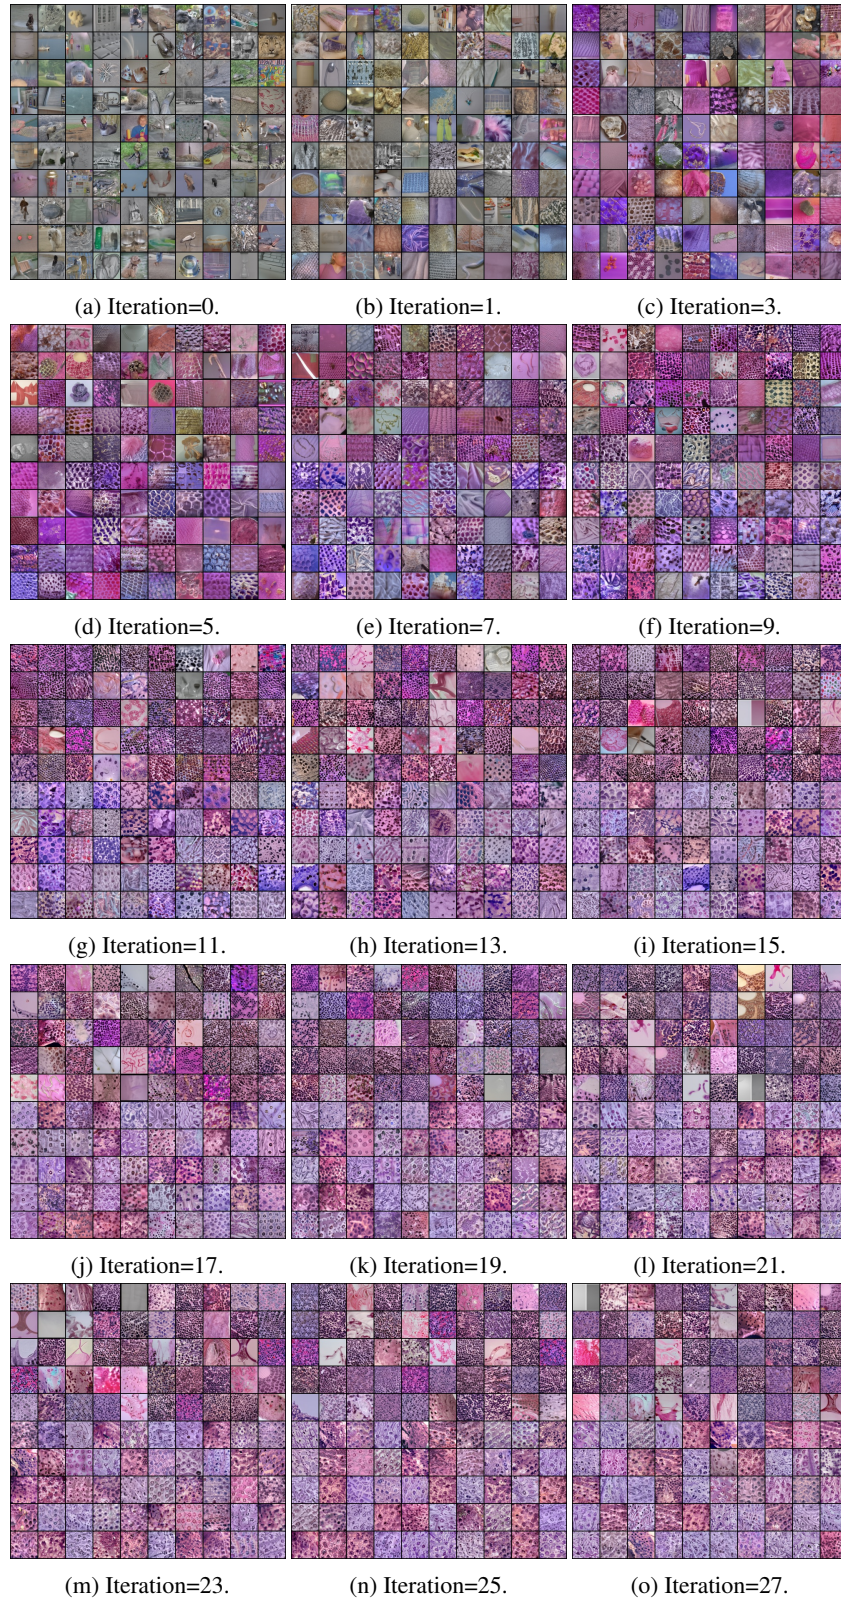 (a) Iteration=0.
(b) Iteration=1.
(c) Iteration=3.
(d) Iteration=5.
(e) Iteration=7.
(f) Iteration=9.
(g) Iteration=11.
(h) Iteration=13.
(i) Iteration=15.
(j) Iteration=17.
(k) Iteration=19.
(l) Iteration=21.
(m) Iteration=23.
(n) Iteration=25.
(o) Iteration=27.